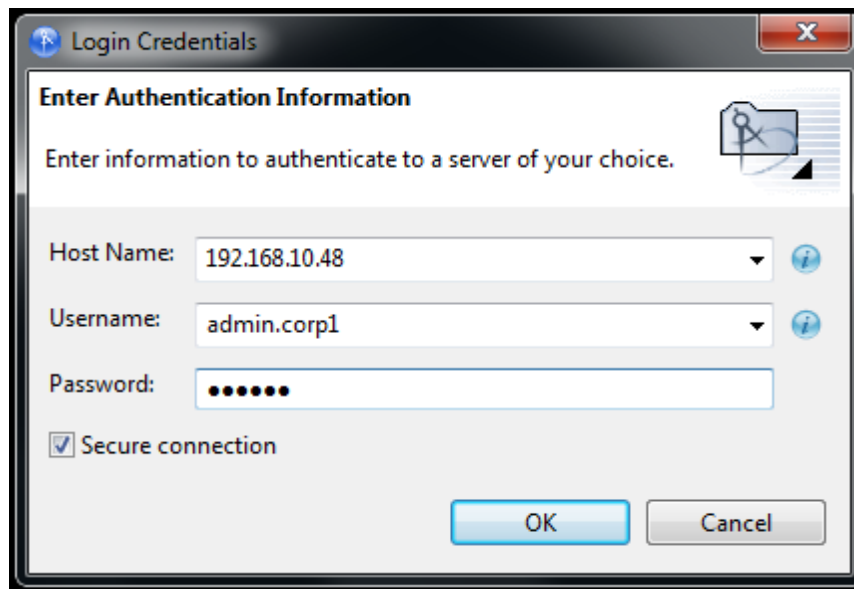 Login Credentials
Enter Authentication Information
Enter information to authenticate to a server of your choice.
Host Name: 192.168.10.48
Username: admin.corp1
Password: ●●●●●●
Secure connection
OK Cancel